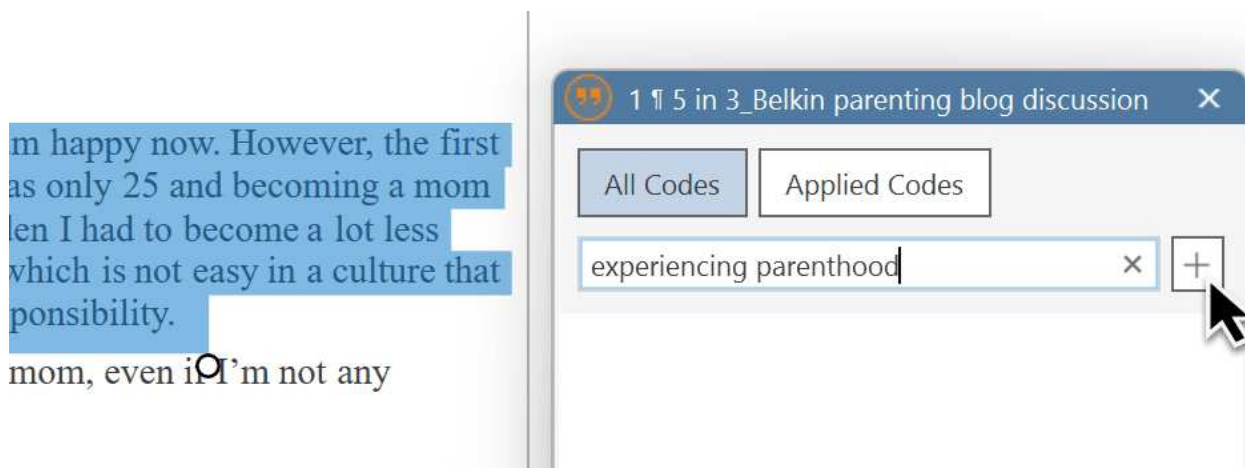 m happy now. However, the first
as only 25 and becoming a mom
en I had to become a lot less
which is not easy in a culture that
ponsibility.
mom, even if I'm not any
1 ¶ 5 in 3_Belkin parenting blog discussion
All Codes
Applied Codes
experiencing parenthood